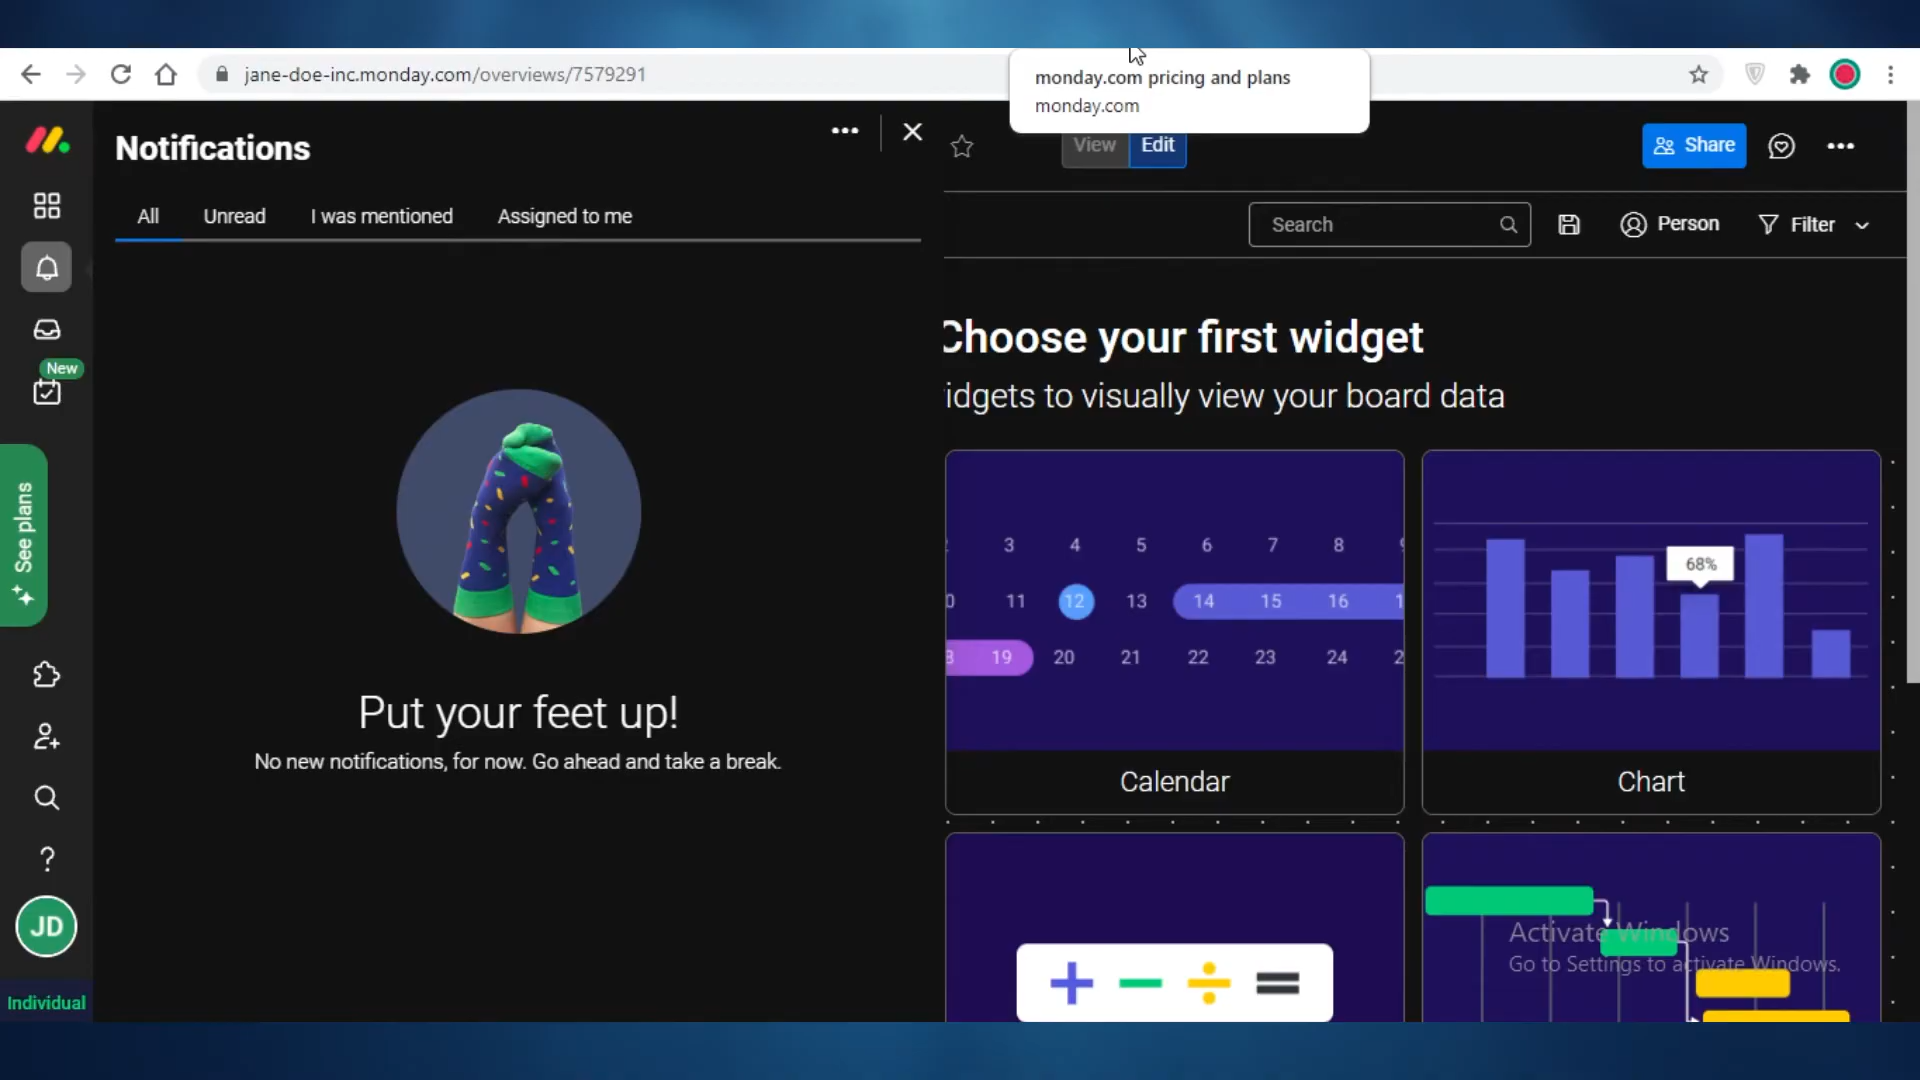 jane-doe-inc.monday.com/overviews/7579291
monday.com pricing and plans
monday.com
Notifications
View
Edit
Share
All
Unread
I was mentioned
Assigned to me
Search
Person
Filter
New
See plans
Put your feet up!
No new notifications, for now. Go ahead and take a break.
JD
Individual
Choose your first widget
idgets to visually view your board data
3 4 5 6 7 8
0 11 12 13 14 15 16 1
19 20 21 22 23 24 2
Calendar
68%
Chart
Activate Windows
Go to Settings to activate Windows.